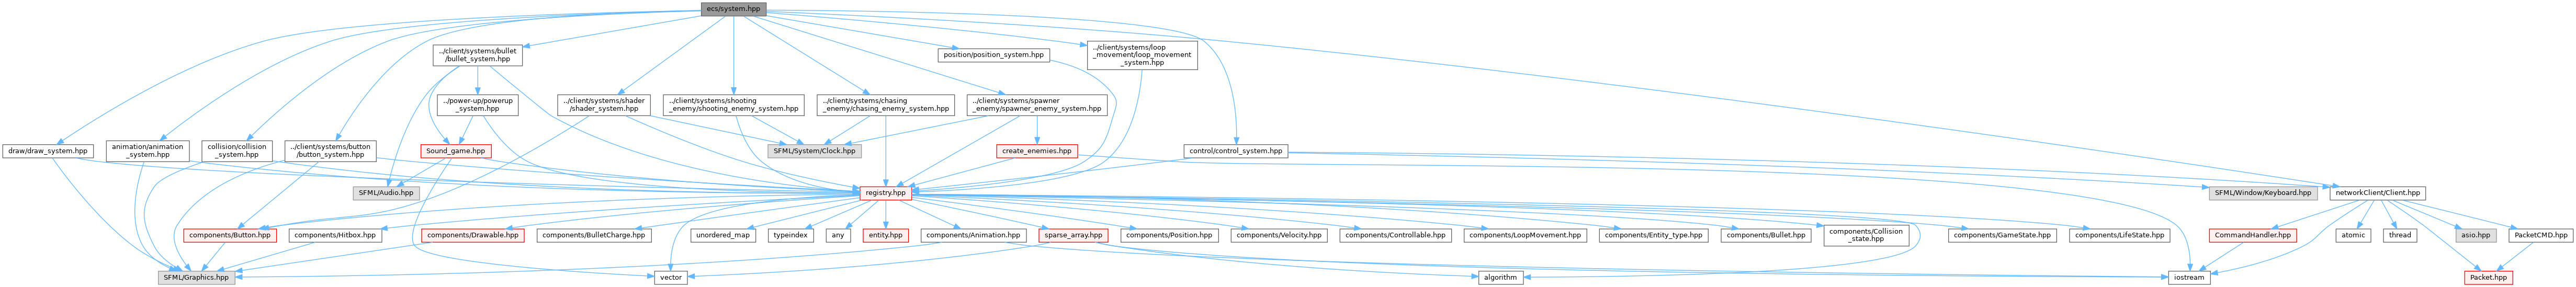 ecs/system.hpp
../client/systems/bullet
/bullet_system.hpp
position/position_system.hpp
../client/systems/loop
_movement/loop_movement
_system.hpp
../power-up/powerup
_system.hpp
../client/systems/shader
/shader_system.hpp
../client/systems/shooting
_enemy/shooting_enemy_system.hpp
../client/systems/chasing
_enemy/chasing_enemy_system.hpp
../client/systems/spawner
_enemy/spawner_enemy_system.hpp
draw/draw_system.hpp
animation/animation
_system.hpp
collision/collision
_system.hpp
../client/systems/button
/button_system.hpp
Sound_game.hpp
SFML/System/Clock.hpp
create_enemies.hpp
control/control_system.hpp
SFML/Audio.hpp
registry.hpp
SFML/Window/Keyboard.hpp
networkClient/Client.hpp
components/Button.hpp
components/Hitbox.hpp
components/Drawable.hpp
components/BulletCharge.hpp
unordered_map
typeindex
any
entity.hpp
components/Animation.hpp
sparse_array.hpp
components/Position.hpp
components/Velocity.hpp
components/Controllable.hpp
components/LoopMovement.hpp
components/Entity_type.hpp
components/Bullet.hpp
components/Collision
_state.hpp
components/GameState.hpp
components/LifeState.hpp
CommandHandler.hpp
atomic
thread
asio.hpp
PacketCMD.hpp
SFML/Graphics.hpp
vector
algorithm
iostream
Packet.hpp